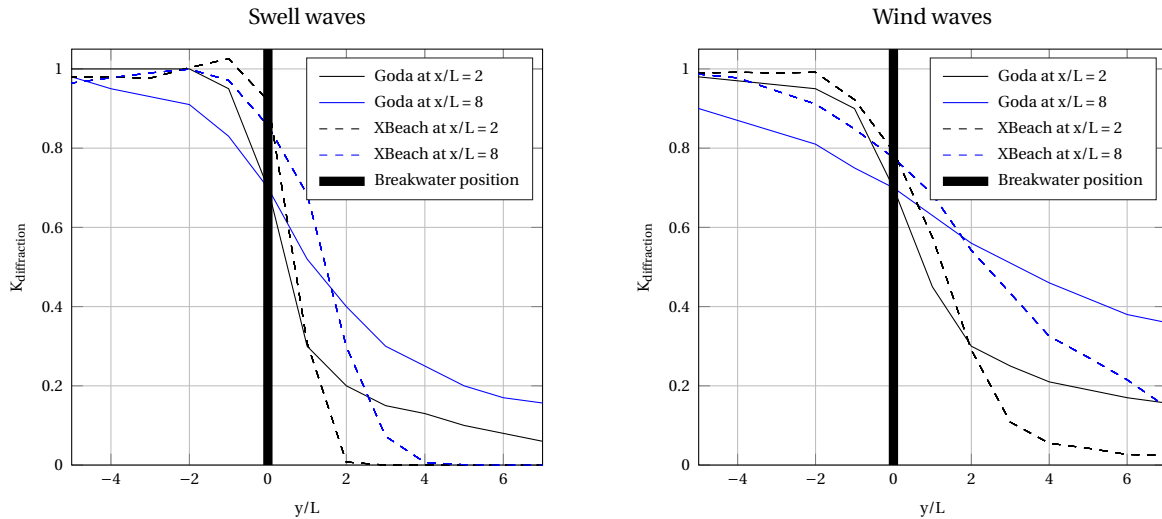 Swell waves
1
0.8
0.6
0.4
0.2
0
−4
−2
0
2
4
6
y/L
K_diffraction
Goda at x/L = 2
Goda at x/L = 8
XBeach at x/L = 2
XBeach at x/L = 8
Breakwater position
Wind waves
1
0.8
0.6
0.4
0.2
0
−4
−2
0
2
4
6
y/L
K_diffraction
Goda at x/L = 2
Goda at x/L = 8
XBeach at x/L = 2
XBeach at x/L = 8
Breakwater position